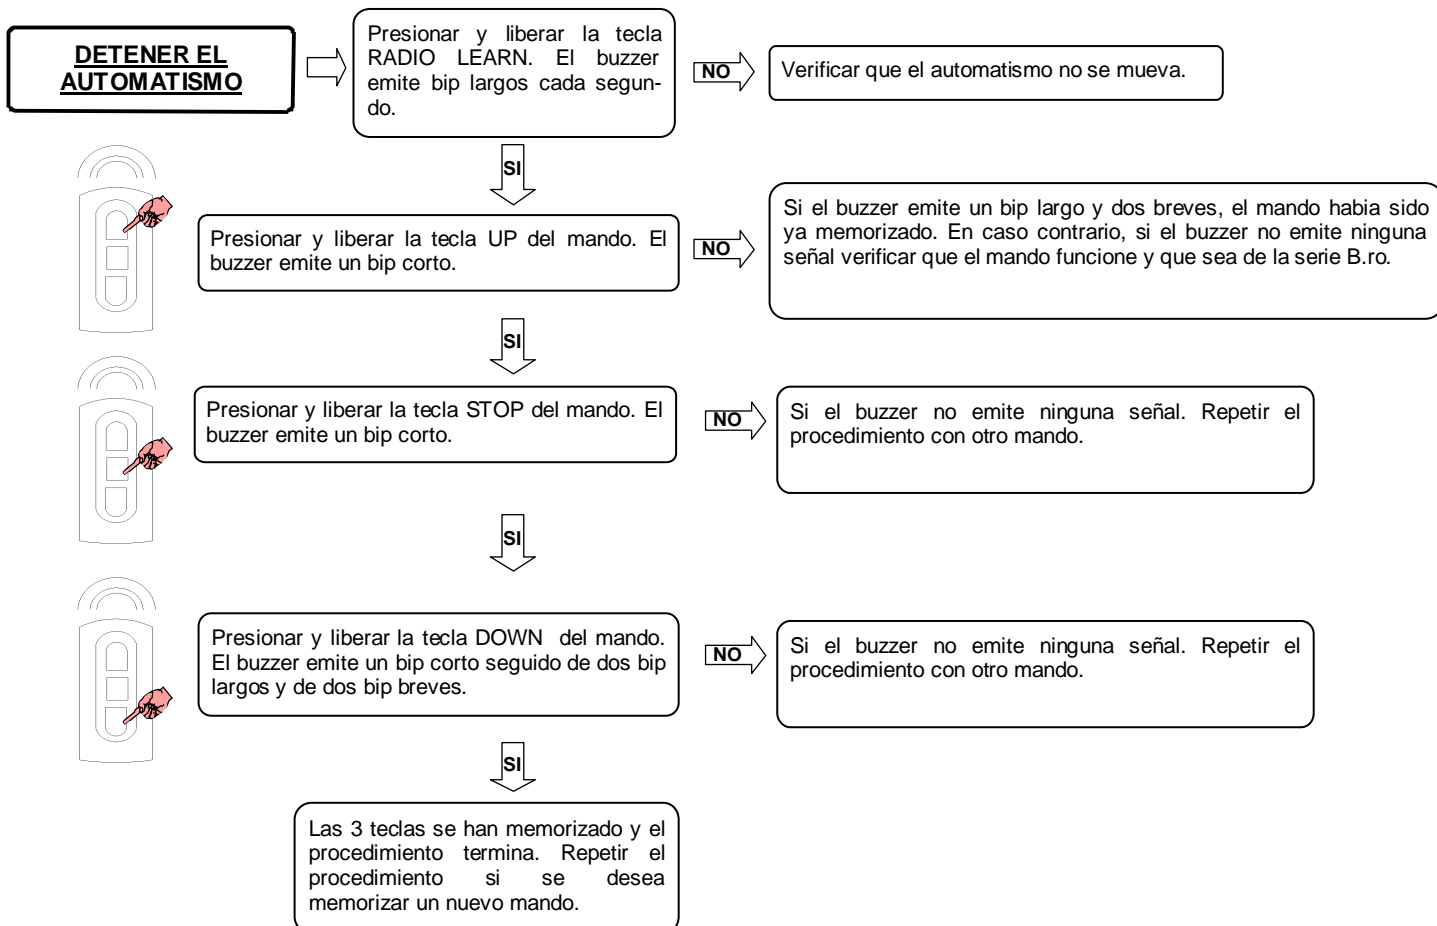 DETENER EL
AUTOMATISMO
Presionar y liberar la tecla
RADIO LEARN. El buzzer
emite bip largos cada segun-
do.
NO
Verificar que el automatismo no se mueva.
SI
Presionar y liberar la tecla UP del mando. El
buzzer emite un bip corto.
NO
Si el buzzer emite un bip largo y dos breves, el mando habia sido
ya memorizado. En caso contrario, si el buzzer no emite ninguna
señal verificar que el mando funcione y que sea de la serie B.ro.
SI
Presionar y liberar la tecla STOP del mando. El
buzzer emite un bip corto.
NO
Si el buzzer no emite ninguna señal. Repetir el
procedimiento con otro mando.
SI
Presionar y liberar la tecla DOWN del mando.
El buzzer emite un bip corto seguido de dos bip
largos y de dos bip breves.
NO
Si el buzzer no emite ninguna señal. Repetir el
procedimiento con otro mando.
SI
Las 3 teclas se han memorizado y el
procedimiento termina. Repetir el
procedimiento si se desea
memorizar un nuevo mando.